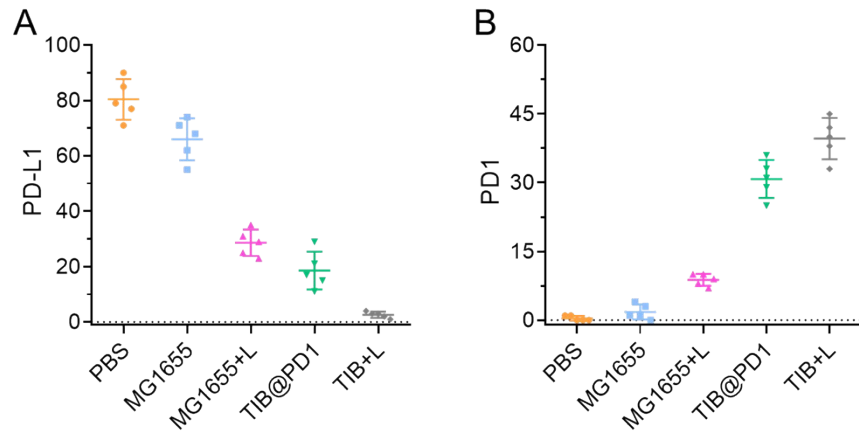 A
PD-L1
100
80
60
40
20
0
PBS
MG1655
MG1655+L
TIB@PD1
TIB+L
B
PD1
60
45
30
15
0
PBS
MG1655
MG1655+L
TIB@PD1
TIB+L